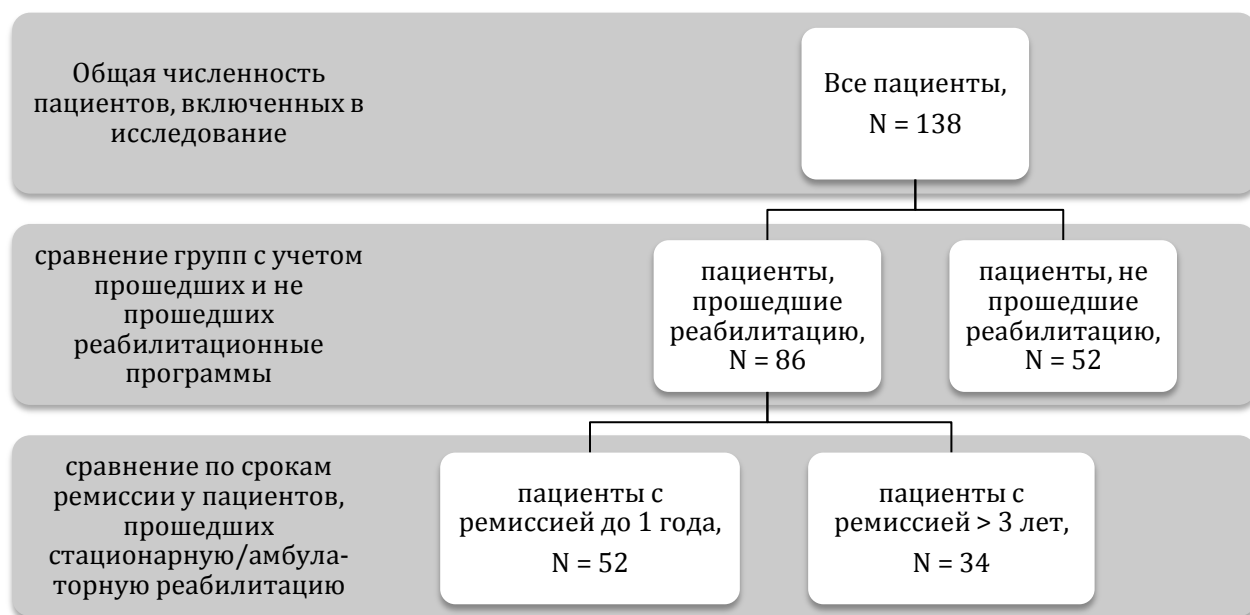 Общая численность
пациентов, включенных в
исследование
Все пациенты,
N = 138
сравнение групп с учетом
прошедших и не
прошедших
реабилитационные
программы
пациенты,
прошедшие
реабилитацию,
N = 86
пациенты, не
прошедшие
реабилитацию,
N = 52
сравнение по срокам
ремиссии у пациентов,
прошедших
стационарную/амбула-
торную реабилитацию
пациенты с
ремиссией до 1 года,
N = 52
пациенты с
ремиссией > 3 лет,
N = 34